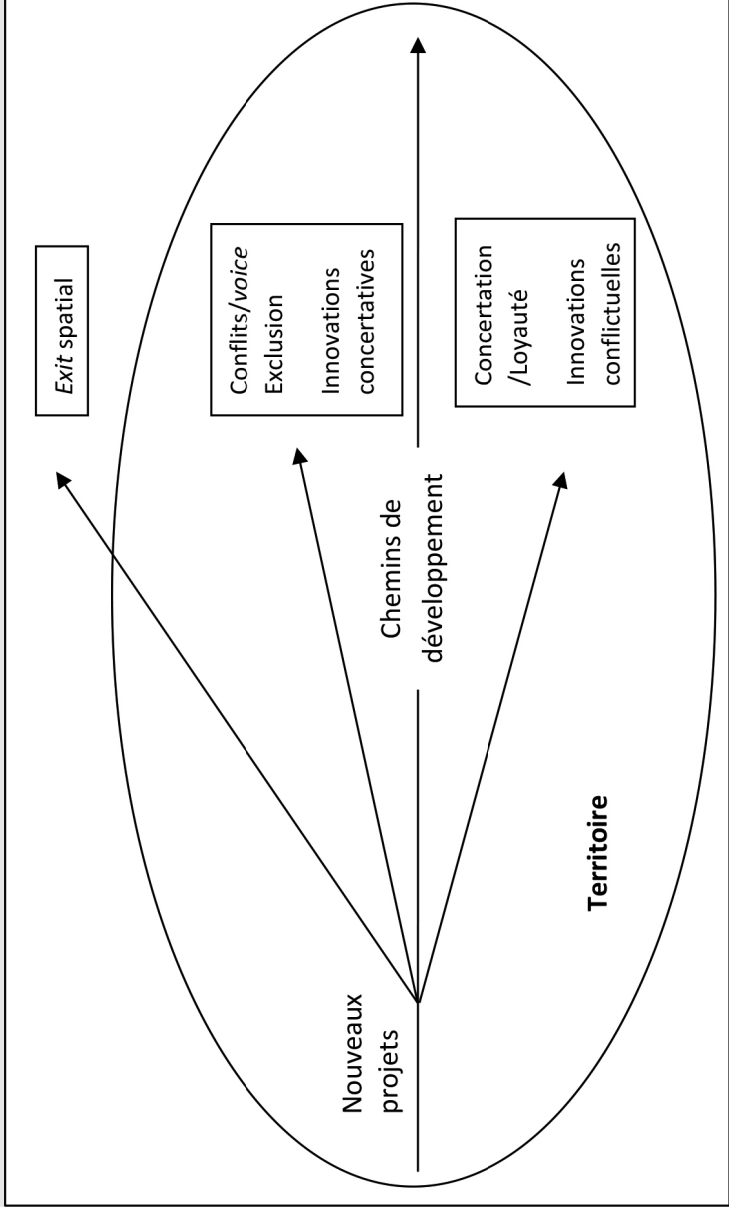 Exit spatial
Conflits/voice
Exclusion
Innovations
concertatives
Nouveaux
projets
Chemins de
développement
Concertation
/Loyauté
Innovations
conflictuelles
Territoire